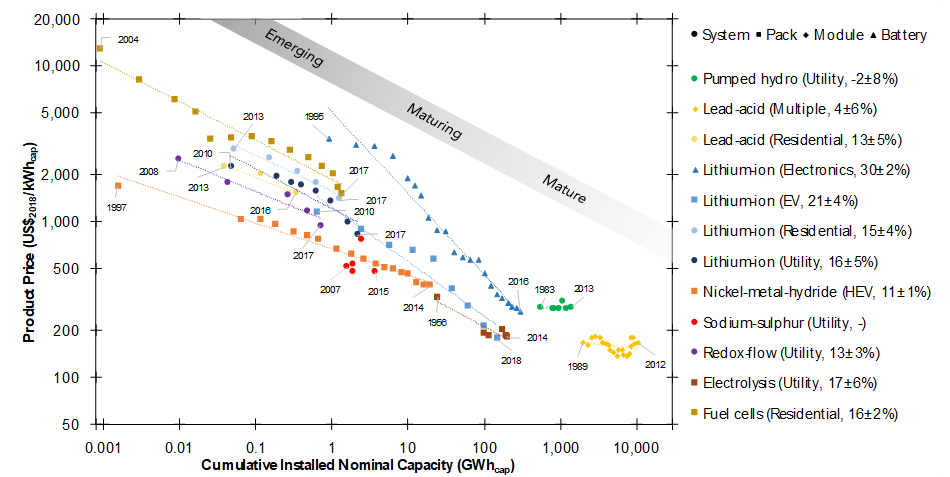 20,000
10,000
5,000
2,000
1,000
500
200
100
50
Product Price (US$2018/kWhcap)
0.001
0.01
0.1
1
10
100
1,000
10,000
Cumulative Installed Nominal Capacity (GWhcap)
Emerging
Maturing
Mature
2004
2013
1995
2010
2008
2013
2017
1997
2016
2010
2017
2017
2007
2015
2014
1956
2016
1983
2013
2014
2018
1989
2012
System Pack Module Battery
Pumped hydro (Utility, -2±8%)
Lead-acid (Multiple, 4±6%)
Lead-acid (Residential, 13±5%)
Lithium-ion (Electronics, 30±2%)
Lithium-ion (EV, 21±4%)
Lithium-ion (Residential, 15±4%)
Lithium-ion (Utility, 16±5%)
Nickel-metal-hydride (HEV, 11±1%)
Sodium-sulphur (Utility, -)
Redox-flow (Utility, 13±3%)
Electrolysis (Utility, 17±6%)
Fuel cells (Residential, 16±2%)